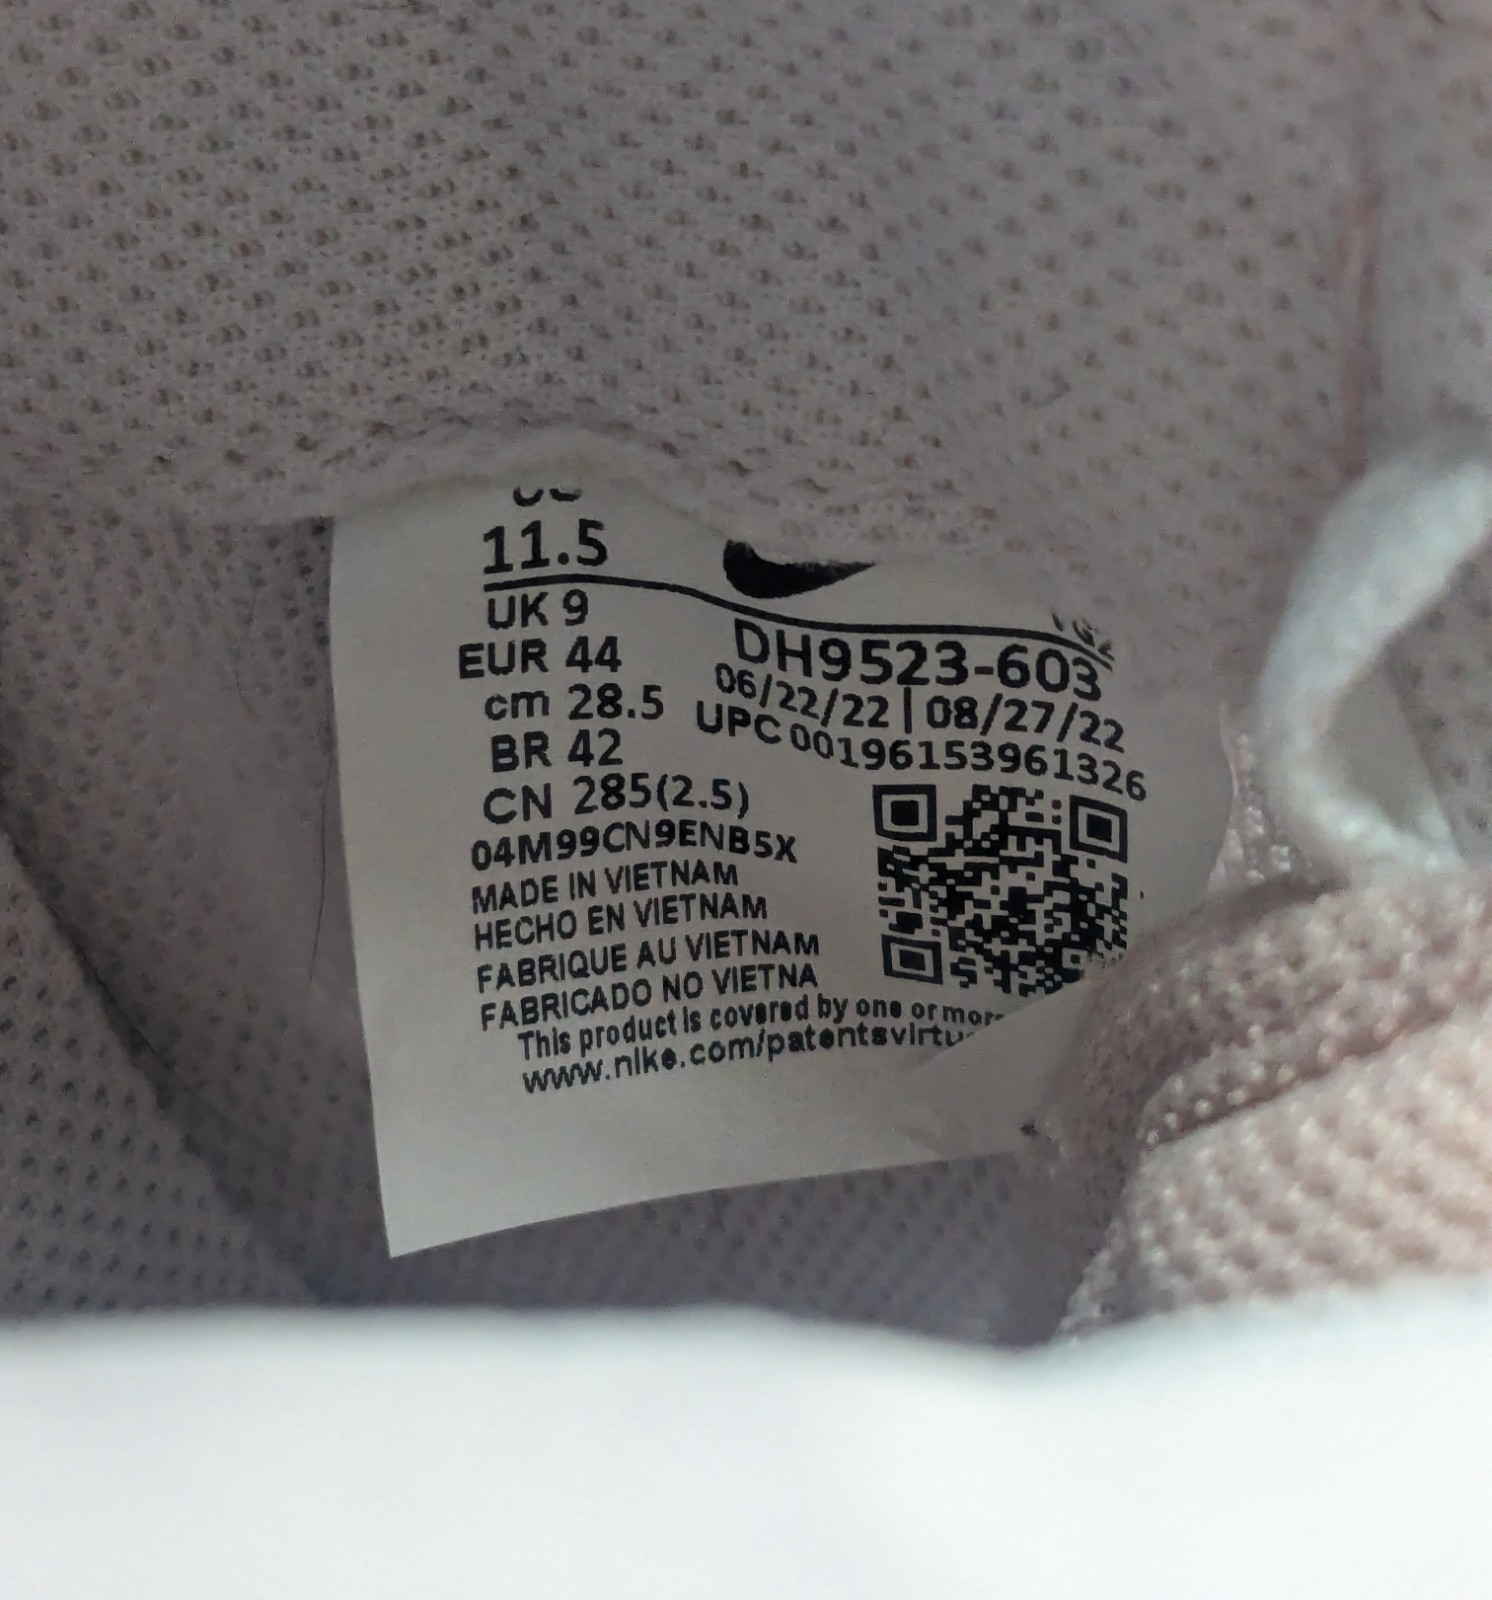 11.5
UK 9
EUR 44
cm 28.5
BR 42
CN 285(2.5)
04M99CN9ENB5X
MADE IN VIETNAM
HECHO EN VIETNAM
FABRIQUE AU VIETNAM
FABRICADO NO VIETNA
This product is covered by one or mor
www.nike.com/patentsvirtu
DH9523-603
06/22/22 | 08/27/22
UPC 00196153961326